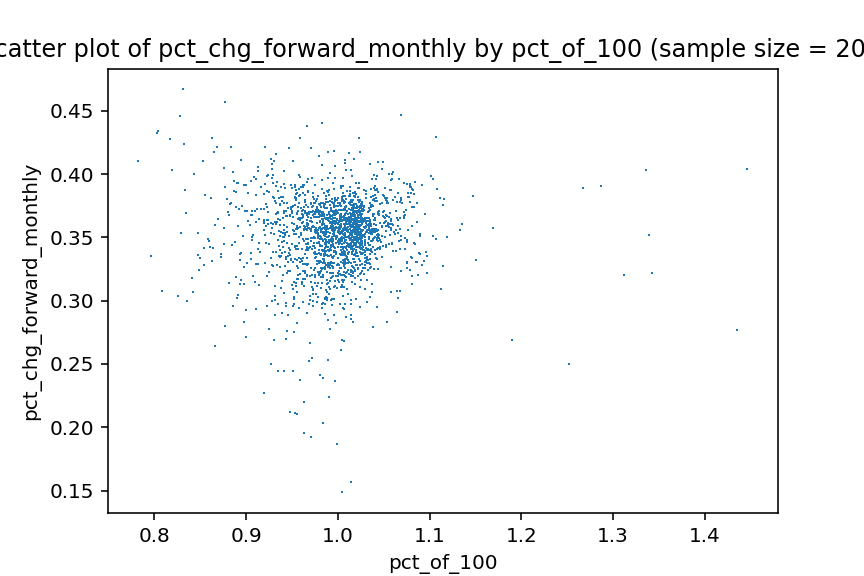 catter plot of pct_chg_forward_monthly by pct_of_100 (sample size = 20
pct_chg_forward_monthly
0.45
0.40
0.35
0.30
0.25
0.20
0.15
0.8 0.9 1.0 1.1 1.2 1.3 1.4
pct_of_100